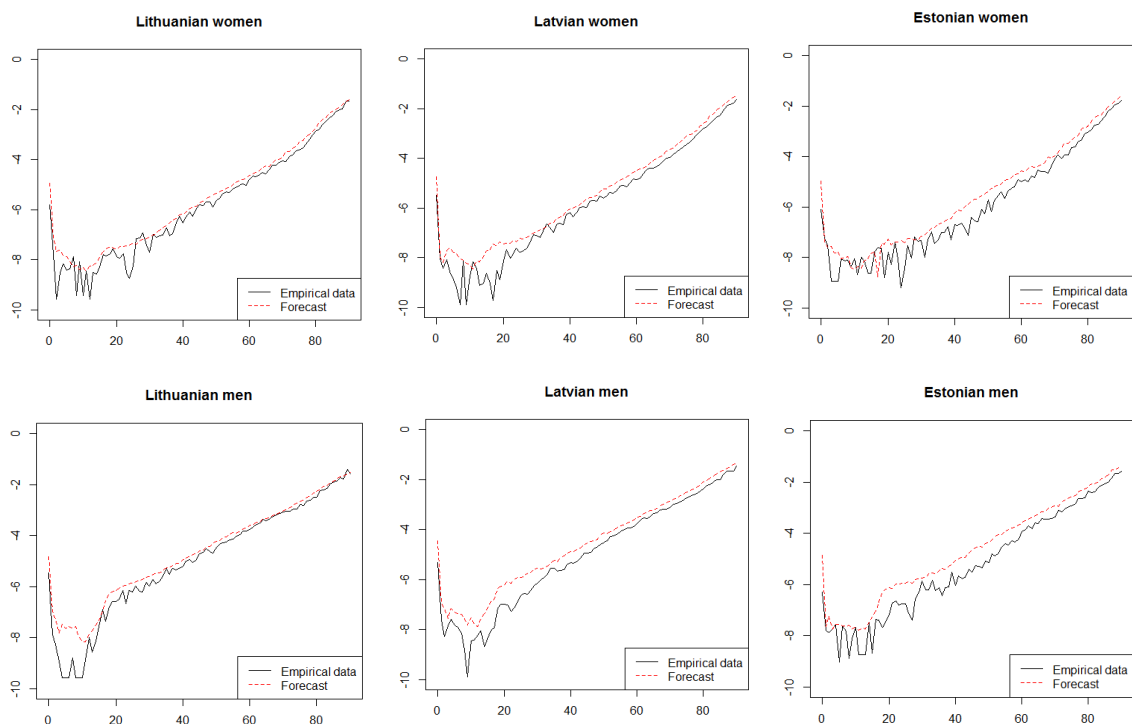 Lithuanian women
Latvian women
Estonian women
0
-2
-4
-6
-8
-10
0 20 40 60 80
Empirical data
Forecast
0
-2
-4
-6
-8
-10
0 20 40 60 80
Empirical data
Forecast
0
-2
-4
-6
-8
-10
0 20 40 60 80
Empirical data
Forecast
Lithuanian men
Latvian men
Estonian men
0
-2
-4
-6
-8
-10
0 20 40 60 80
Empirical data
Forecast
0
-2
-4
-6
-8
-10
0 20 40 60 80
Empirical data
Forecast
0
-2
-4
-6
-8
-10
0 20 40 60 80
Empirical data
Forecast